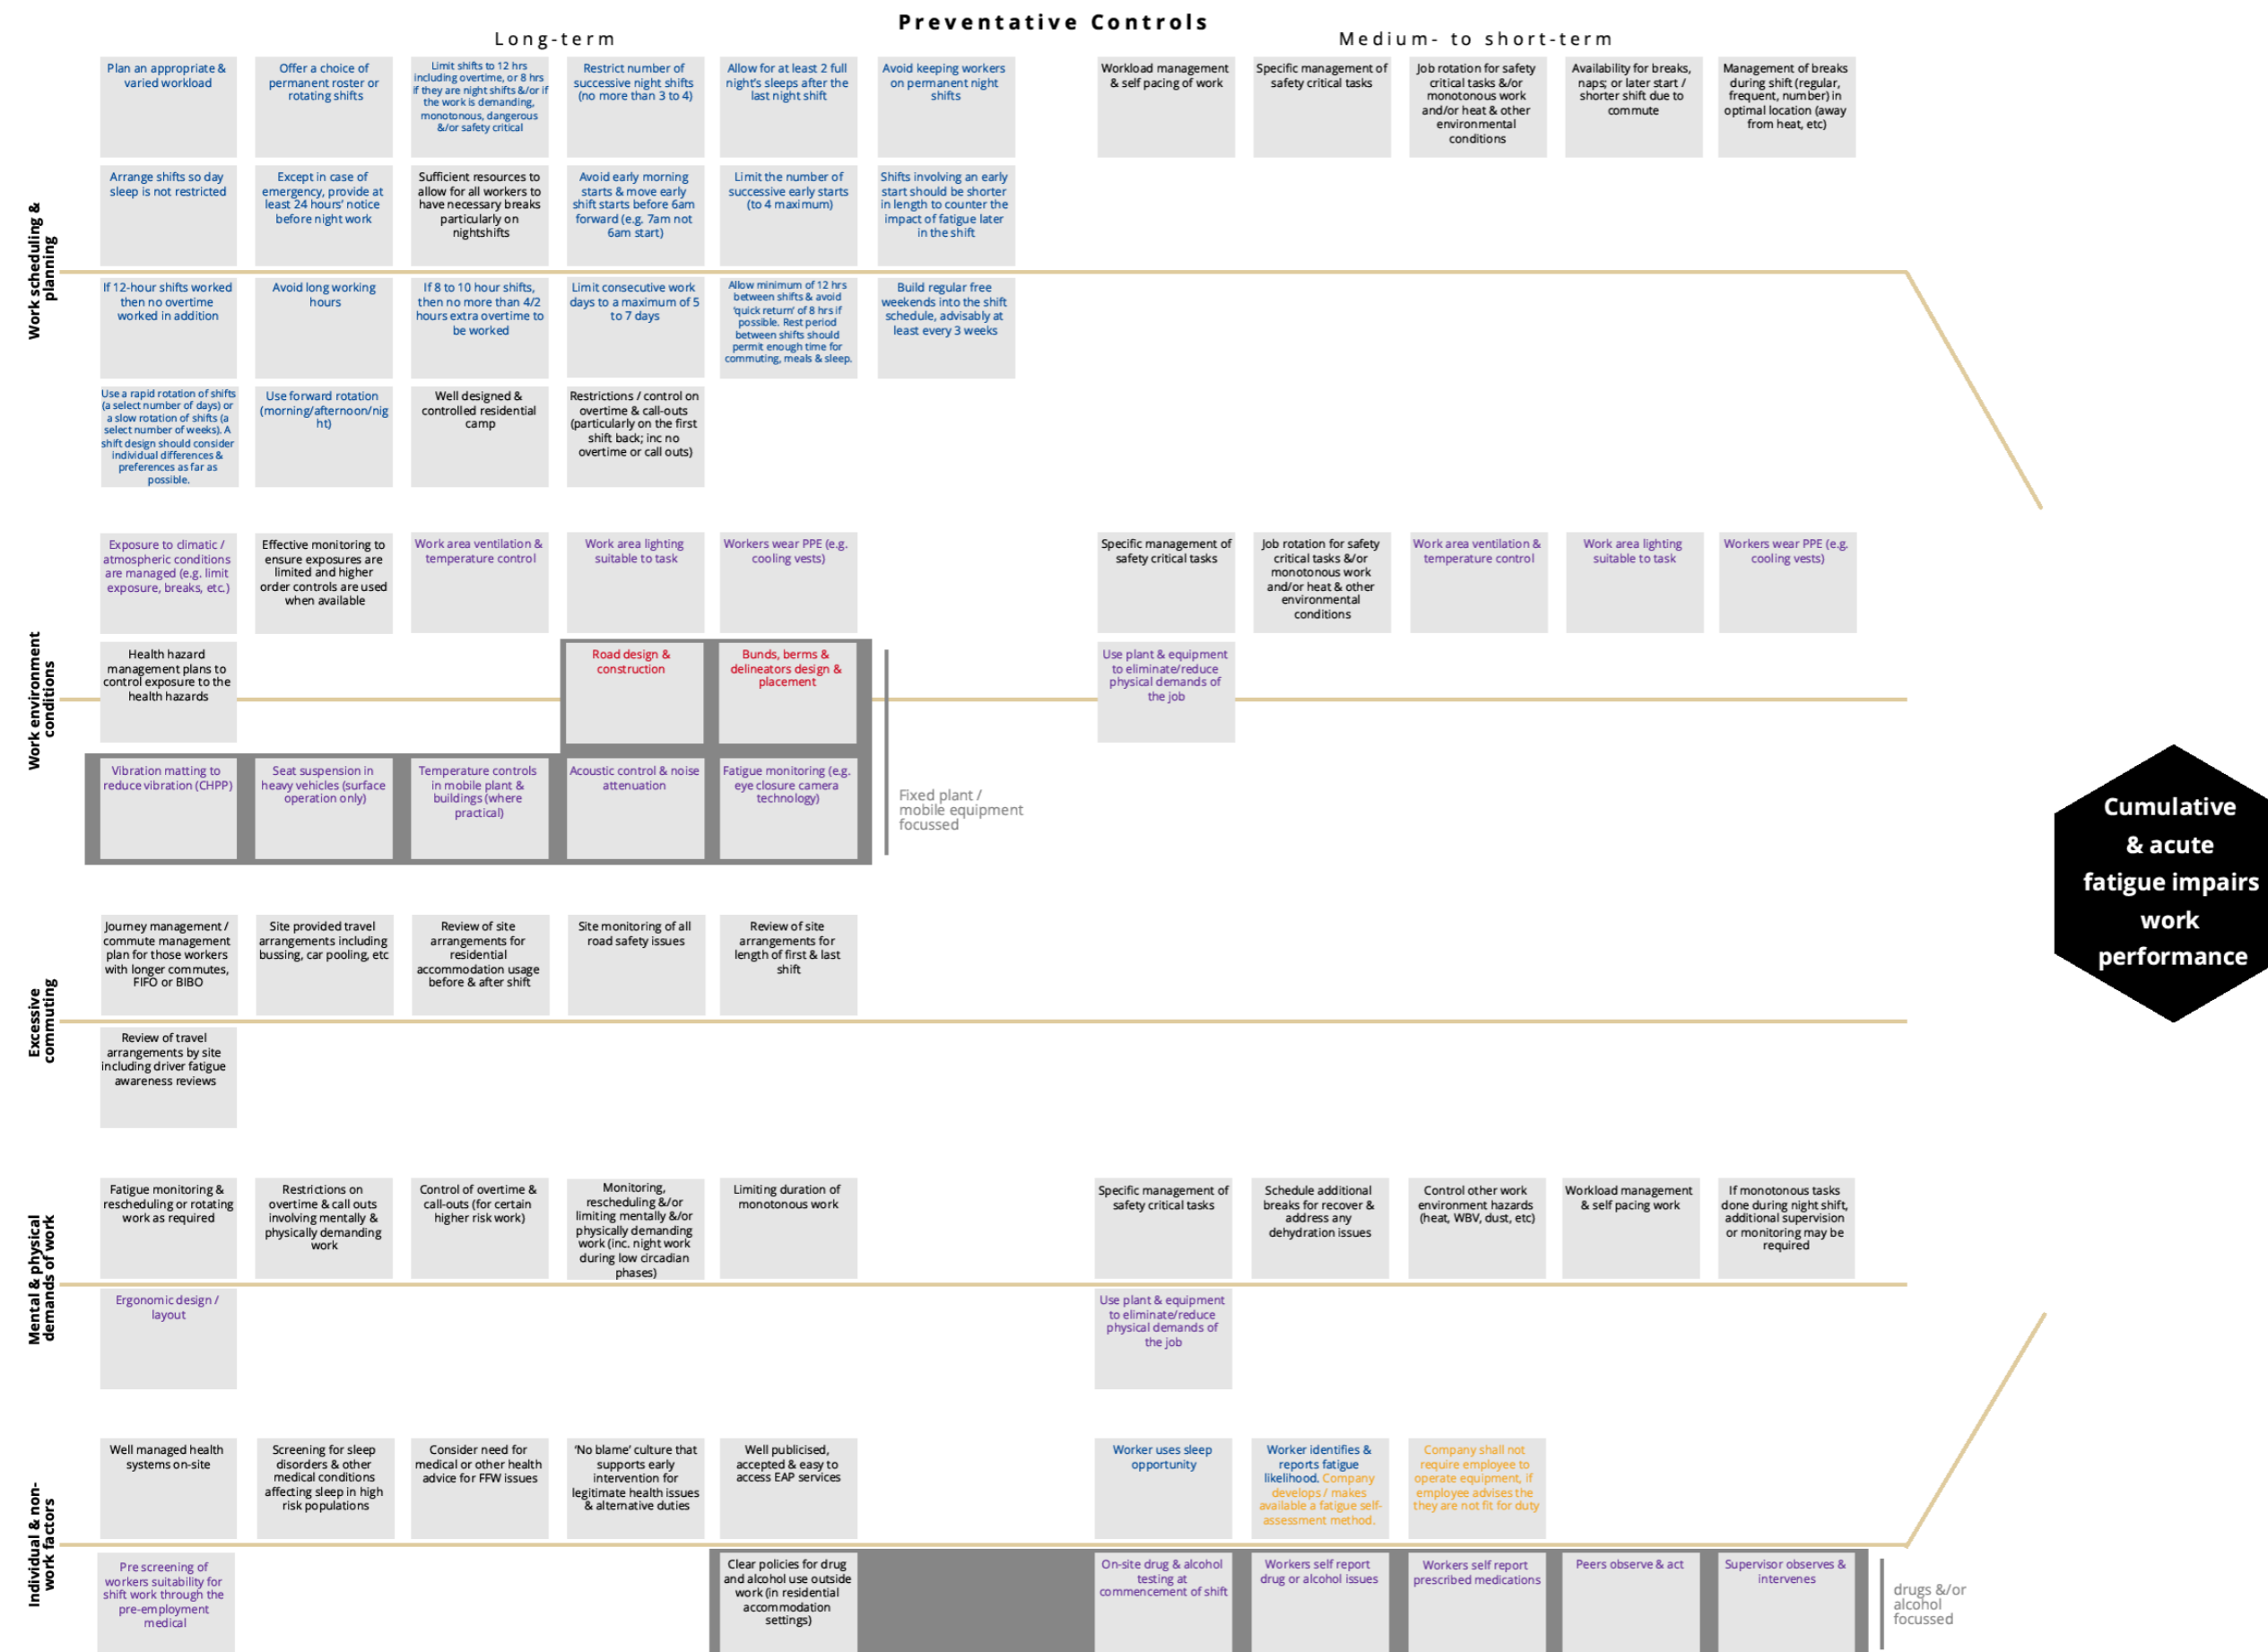 Preventative Controls
Long-term
Medium- to short-term
Work scheduling &
planning
Plan an appropriate &
varied workload
Offer a choice of
permanent roster or
rotating shifts
Limit shifts to 12 hrs
including overtime, or 8 hrs
if they are night shifts &/or if
the work is demanding,
monotonous, dangerous
&/or safety critical
Restrict number of
successive night shifts
(no more than 3 to 4)
Allow for at least 2 full
night's sleeps after the
last night shift
Avoid keeping workers
on permanent night
shifts
Workload management
& self pacing of work
Specific management of
safety critical tasks
Job rotation for safety
critical tasks &/or
monotonous work
and/or heat & other
environmental
conditions
Availability for breaks,
naps; or later start /
shorter shift due to
commute
Management of breaks
during shift (regular,
frequent, number) in
optimal location (away
from heat, etc)
Arrange shifts so day
sleep is not restricted
Except in case of
emergency, provide at
least 24 hours' notice
before night work
Sufficient resources to
allow for all workers to
have necessary breaks
particularly on
nightshifts
Avoid early morning
starts & move early
shift starts before 6am
forward (e.g. 7am not
6am start)
Limit the number of
successive early starts
(to 4 maximum)
Shifts involving an early
start should be shorter
in length to counter the
impact of fatigue later
in the shift
If 12-hour shifts worked
then no overtime
worked in addition
Avoid long working
hours
If 8 to 10 hour shifts,
then no more than 4/2
hours extra overtime to
be worked
Limit consecutive work
days to a maximum of 5
to 7 days
Allow minimum of 12 hrs
between shifts & avoid
'quick return' of 8 hrs if
possible. Rest period
between shifts should
permit enough time for
commuting, meals & sleep.
Build regular free
weekends into the shift
schedule, advisably at
least every 3 weeks
Use a rapid rotation of shifts
(a select number of days) or
a slow rotation of shifts (a
select number of weeks). A
shift design should consider
individual differences &
preferences as far as
possible.
Use forward rotation
(morning/afternoon/nig
ht)
Well designed &
controlled residential
camp
Restrictions / control on
overtime & call-outs
(particularly on the first
shift back; inc no
overtime or call outs)
Work environment
conditions
Exposure to climatic /
atmospheric conditions
are managed (e.g. limit
exposure, breaks, etc.)
Effective monitoring to
ensure exposures are
limited and higher
order controls are used
when available
Work area ventilation &
temperature control
Work area lighting
suitable to task
Workers wear PPE (e.g.
cooling vests)
Specific management of
safety critical tasks
Job rotation for safety
critical tasks &/or
monotonous work
and/or heat & other
environmental
conditions
Work area ventilation &
temperature control
Work area lighting
suitable to task
Workers wear PPE (e.g.
cooling vests)
Health hazard
management plans to
control exposure to the
health hazards
Road design &
construction
Bunds, berms &
delineators design &
placement
Use plant & equipment
to eliminate/reduce
physical demands of
the job
Vibration matting to
reduce vibration (CHPP)
Seat suspension in
heavy vehicles (surface
operation only)
Temperature controls
in mobile plant &
buildings (where
practical)
Acoustic control & noise
attenuation
Fatigue monitoring (e.g.
eye closure camera
technology)
Fixed plant /
mobile equipment
focussed
Cumulative
& acute
fatigue impairs
work
performance
Excessive
commuting
Journey management /
commute management
plan for those workers
with longer commutes,
FIFO or BIBO
Site provided travel
arrangements including
bussing, car pooling, etc
Review of site
arrangements for
residential
accommodation usage
before & after shift
Site monitoring of all
road safety issues
Review of site
arrangements for
length of first & last
shift
Review of travel
arrangements by site
including driver fatigue
awareness reviews
Mental & physical
demands of work
Fatigue monitoring &
rescheduling or rotating
work as required
Restrictions on
overtime & call outs
involving mentally &
physically demanding
work
Control of overtime &
call-outs (for certain
higher risk work)
Monitoring,
rescheduling &/or
limiting mentally &/or
physically demanding
work (inc. night work
during low circadian
phases)
Limiting duration of
monotonous work
Specific management of
safety critical tasks
Schedule additional
breaks for recover &
address any
dehydration issues
Control other work
environment hazards
(heat, WBV, dust, etc)
Workload management
& self pacing work
If monotonous tasks
done during night shift,
additional supervision
or monitoring may be
required
Ergonomic design /
layout
Use plant & equipment
to eliminate/reduce
physical demands of
the job
Individual & non-
work factors
Well managed health
systems on-site
Screening for sleep
disorders & other
medical conditions
affecting sleep in high
risk populations
Consider need for
medical or other health
advice for FFW issues
'No blame' culture that
supports early
intervention for
legitimate health issues
& alternative duties
Well publicised,
accepted & easy to
access EAP services
Worker uses sleep
opportunity
Worker identifies &
reports fatigue
likelihood. Company
develops / makes
available a fatigue self-
assessment method.
Company shall not
require employee to
operate equipment, if
employee advises the
they are not fit for duty
Pre screening of
workers suitability for
shift work through the
pre-employment
medical
Clear policies for drug
and alcohol use outside
work (in residential
accommodation
settings)
On-site drug & alcohol
testing at
commencement of shift
Workers self report
drug or alcohol issues
Workers self report
prescribed medications
Peers observe & act
Supervisor observes &
intervenes
drugs &/or
alcohol
focussed